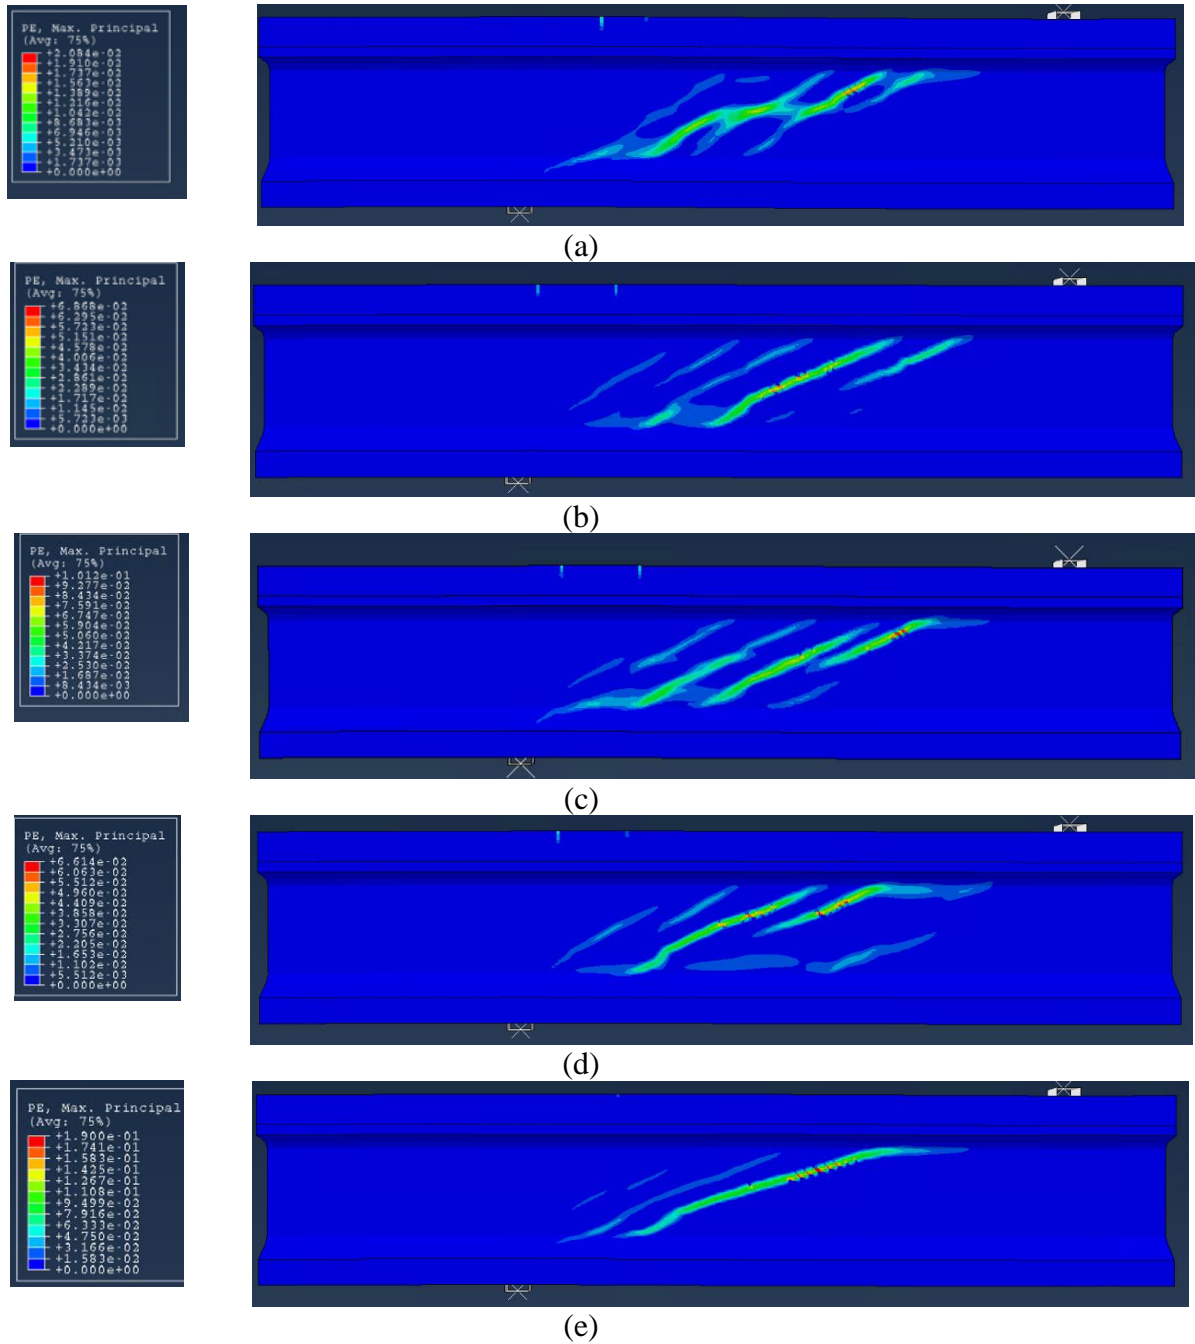 PE, Max. Principal
(Avg: 75%)
+2.084e-02
+1.910e-02
+1.737e-02
+1.563e-02
+1.389e-02
+1.216e-02
+1.042e-02
+8.683e-03
+6.946e-03
+5.210e-03
+3.473e-03
+1.737e-03
+0.000e+00
(a)
PE, Max. Principal
(Avg: 75%)
+6.868e-02
+6.295e-02
+5.723e-02
+5.151e-02
+4.578e-02
+4.006e-02
+3.434e-02
+2.861e-02
+2.289e-02
+1.717e-02
+1.145e-02
+5.723e-03
+0.000e+00
(b)
PE, Max. Principal
(Avg: 75%)
+1.012e-01
+9.277e-02
+8.434e-02
+7.591e-02
+6.747e-02
+5.904e-02
+5.060e-02
+4.217e-02
+3.374e-02
+2.530e-02
+1.687e-02
+8.434e-03
+0.000e+00
(c)
PE, Max. Principal
(Avg: 75%)
+6.614e-02
+6.063e-02
+5.512e-02
+4.960e-02
+4.409e-02
+3.858e-02
+3.307e-02
+2.756e-02
+2.205e-02
+1.653e-02
+1.102e-02
+5.512e-03
+0.000e+00
(d)
PE, Max. Principal
(Avg: 75%)
+1.900e-01
+1.741e-01
+1.583e-01
+1.425e-01
+1.267e-01
+1.108e-01
+9.499e-02
+7.916e-02
+6.333e-02
+4.750e-02
+3.166e-02
+1.583e-02
+0.000e+00
(e)